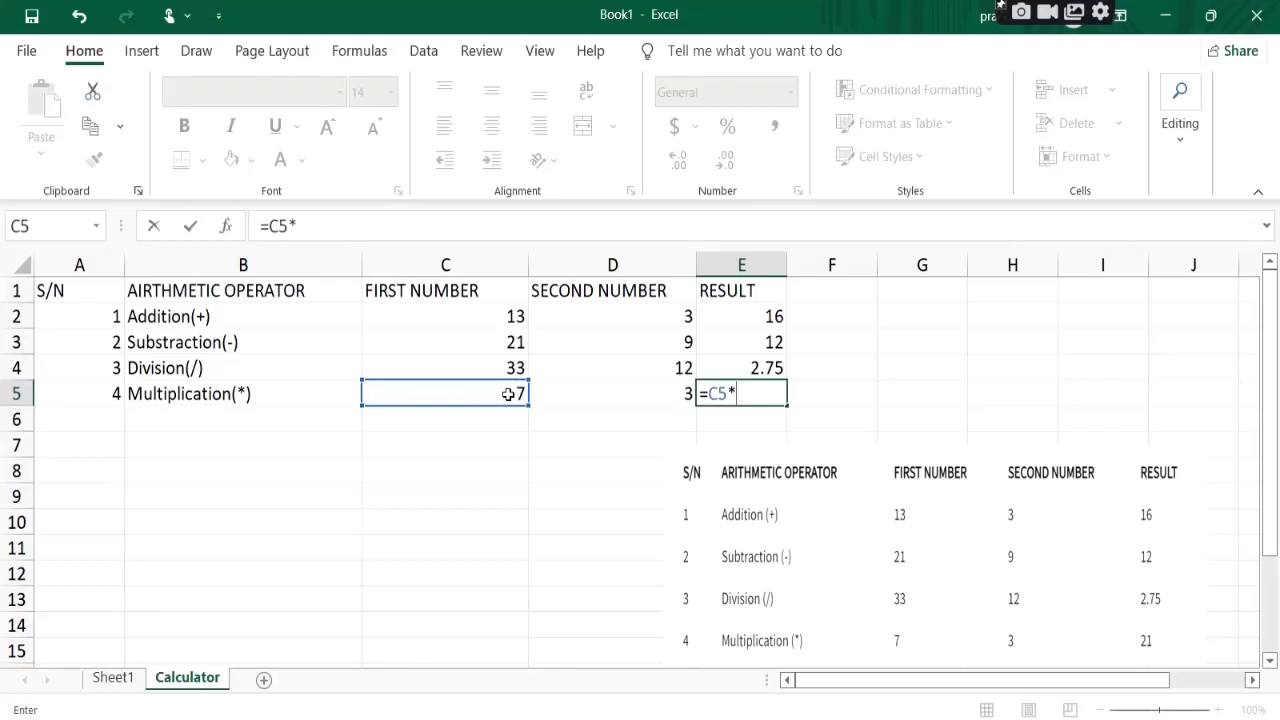 Book1 - Excel
pra
File Home Insert Draw Page Layout Formulas Data Review View Help Tell me what you want to do Share
Paste
14
B I U A A
ab
General
$ % ,
Conditional Formatting
Format as Table
Cell Styles
Insert
Delete
Format
Editing
Clipboard Font Alignment Number Styles Cells
C5 fx =C5*
A B C D E F G H I J
1 S/N AIRTHMETIC OPERATOR FIRST NUMBER SECOND NUMBER RESULT
2 1 Addition(+) 13 3 16
3 2 Substraction(-) 21 9 12
4 3 Division(/) 33 12 2.75
5 4 Multiplication(*) 7 3 =C5*
6
7
8
9
10
11
12
13
14
15
S/N ARITHMETIC OPERATOR FIRST NUMBER SECOND NUMBER RESULT
1 Addition (+) 13 3 16
2 Subtraction (-) 21 9 12
3 Division (/) 33 12 2.75
4 Multiplication (*) 7 3 21
Sheet1 Calculator
Enter
100%